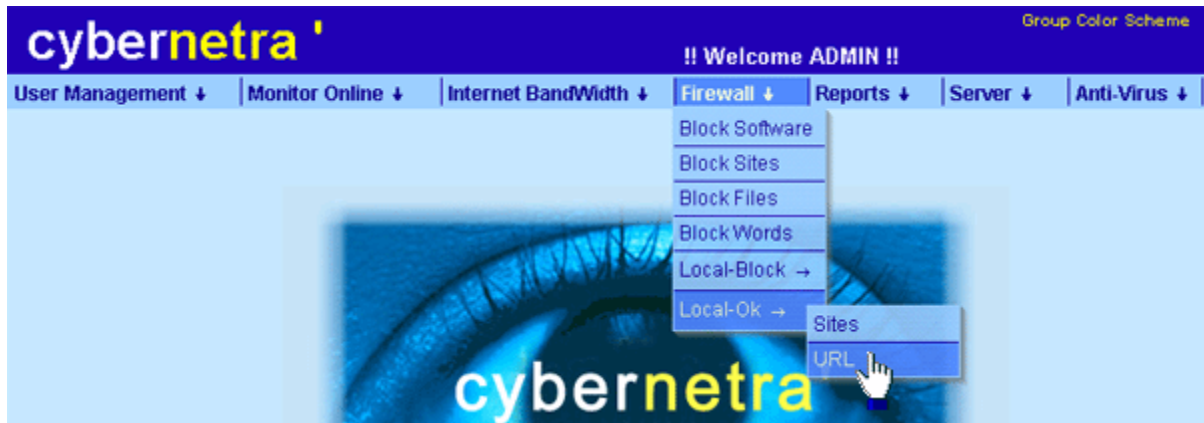 Group Color Scheme
cybernetra '
!! Welcome ADMIN !!
User Management ↓ Monitor Online ↓ Internet BandWidth ↓ Firewall ↓ Reports ↓ Server ↓ Anti-Virus ↓
Block Software
Block Sites
Block Files
Block Words
Local-Block →
Local-Ok →
Sites
URL
cybernetra